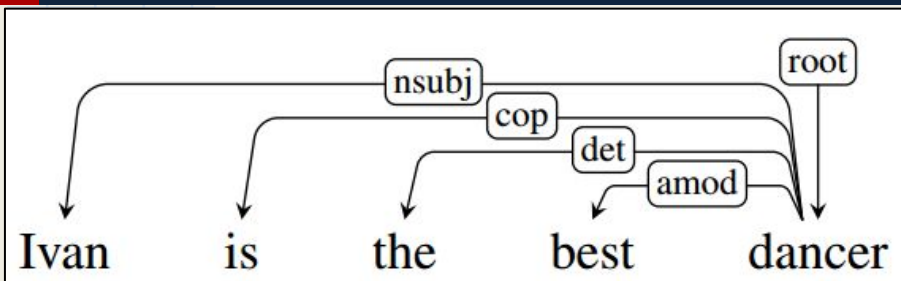 root
nsubj
cop
det
amod
Ivan is the best dancer